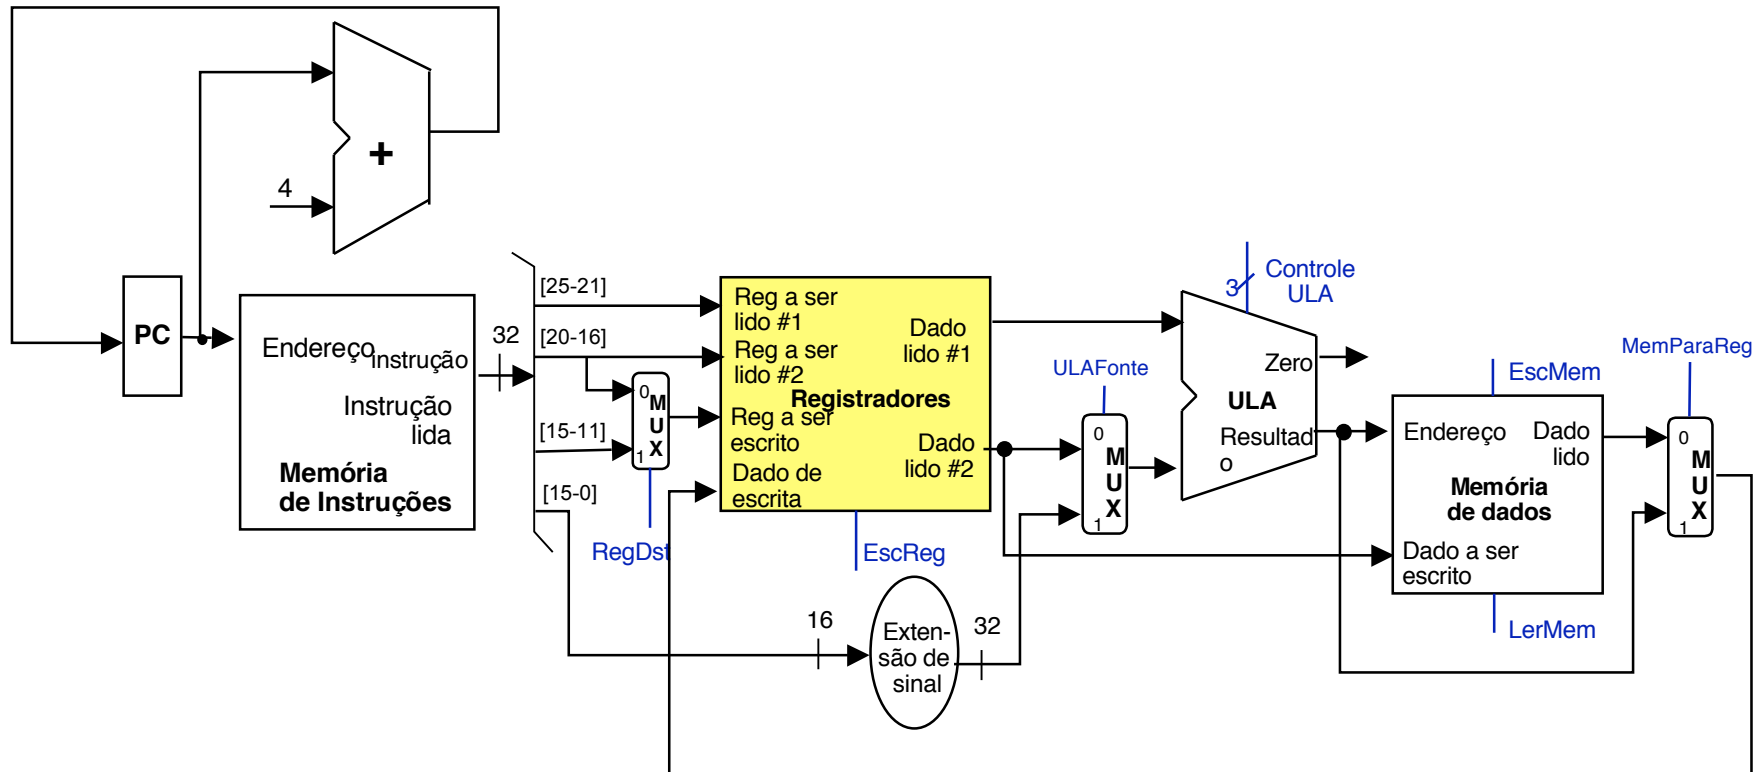 +
4
PC
Endereço
instrução
Instrução
lida
Memória
de Instruções
32
[25-21]
[20-16]
[15-11]
[15-0]
0
M
U
X
1
RegDst
Reg a ser
lido #1
Reg a ser
lido #2
Registradores
Reg a ser
escrito
Dado de
escrita
Dado
lido #1
Dado
lido #2
EscReg
16
Exten-
são de
sinal
32
ULAFonte
0
M
U
X
1
3
Controle
ULA
Zero
ULA
Resultad
o
EscMem
Endereço
Dado
lido
Memória
de dados
Dado a ser
escrito
LerMem
MemParaReg
0
M
U
X
1